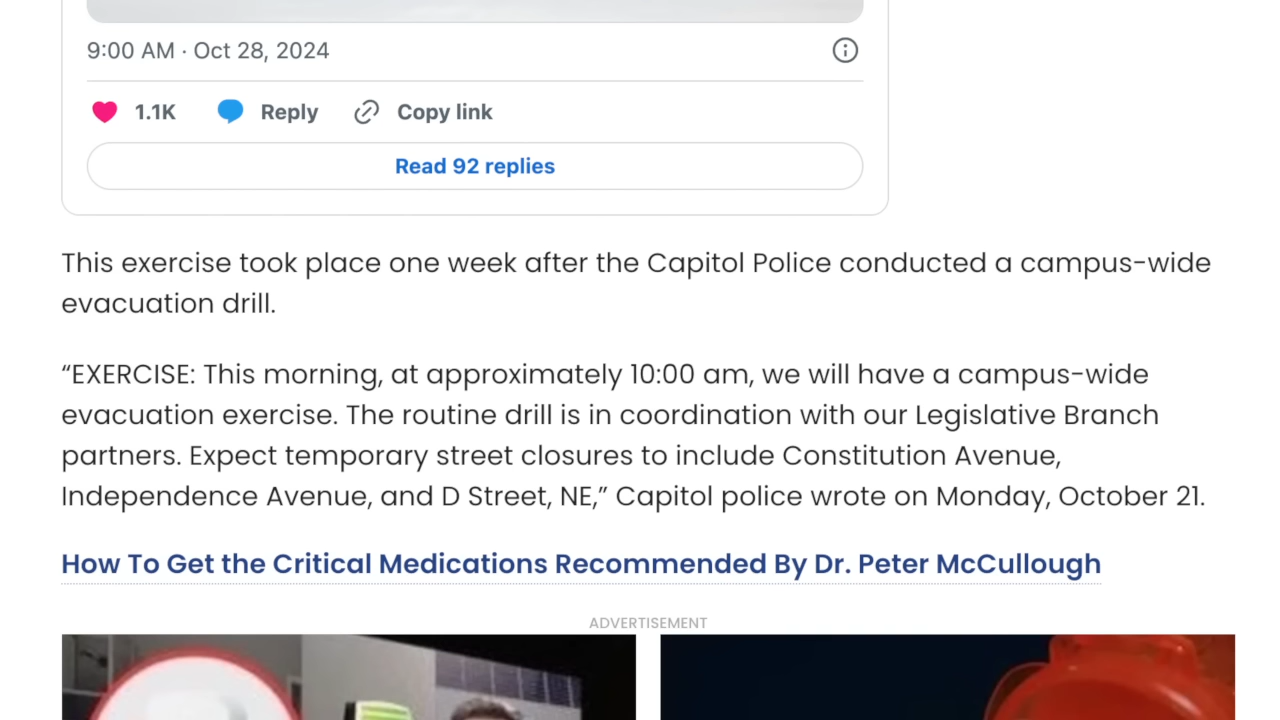 9:00 AM · Oct 28, 2024
1.1K Reply Copy link
Read 92 replies
This exercise took place one week after the Capitol Police conducted a campus-wide
evacuation drill.
“EXERCISE: This morning, at approximately 10:00 am, we will have a campus-wide
evacuation exercise. The routine drill is in coordination with our Legislative Branch
partners. Expect temporary street closures to include Constitution Avenue,
Independence Avenue, and D Street, NE,” Capitol police wrote on Monday, October 21.
How To Get the Critical Medications Recommended By Dr. Peter McCullough
ADVERTISEMENT